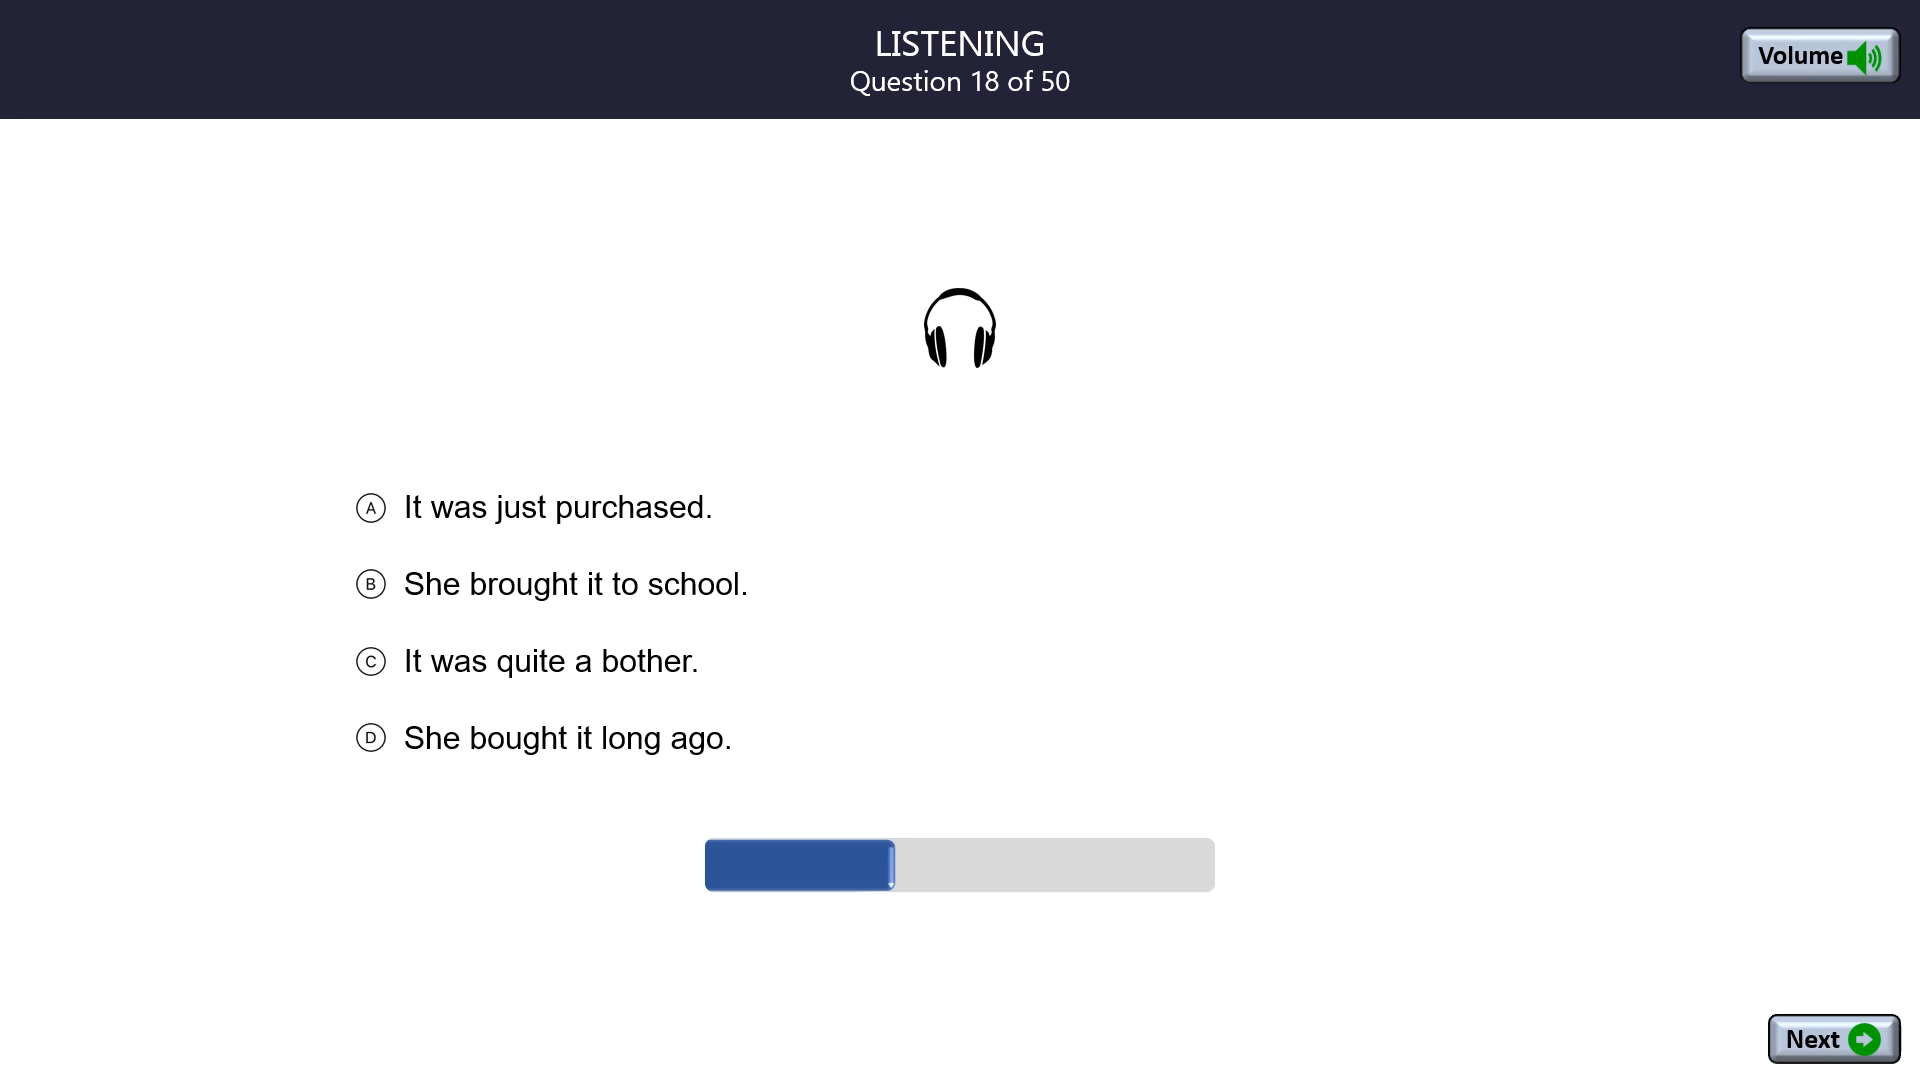 LISTENING
Question 18 of 50
Volume
A It was just purchased.
B She brought it to school.
C It was quite a bother.
D She bought it long ago.
Next